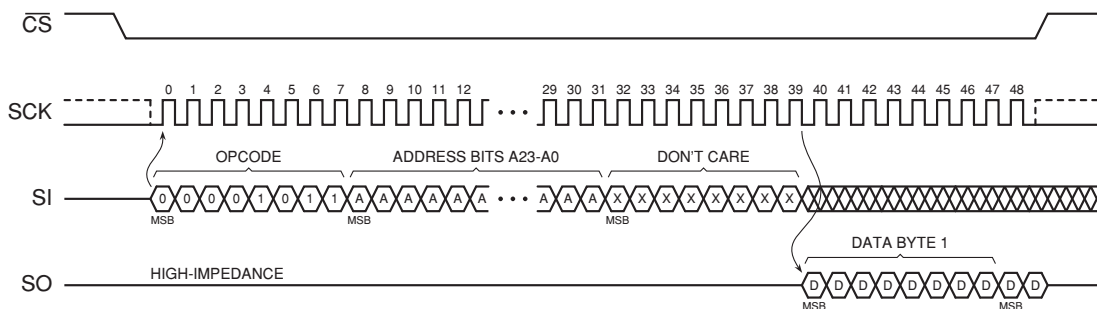 CS
0 1 2 3 4 5 6 7 8 9 10 11 12 29 30 31 32 33 34 35 36 37 38 39 40 41 42 43 44 45 46 47 48
SCK
OPCODE ADDRESS BITS A23-A0 DON'T CARE
SI 0 0 0 0 1 0 1 1 A A A A A A • • • A A A X X X X X X X X
MSB MSB MSB
DATA BYTE 1
HIGH-IMPEDANCE
SO D D D D D D D D D D
MSB MSB